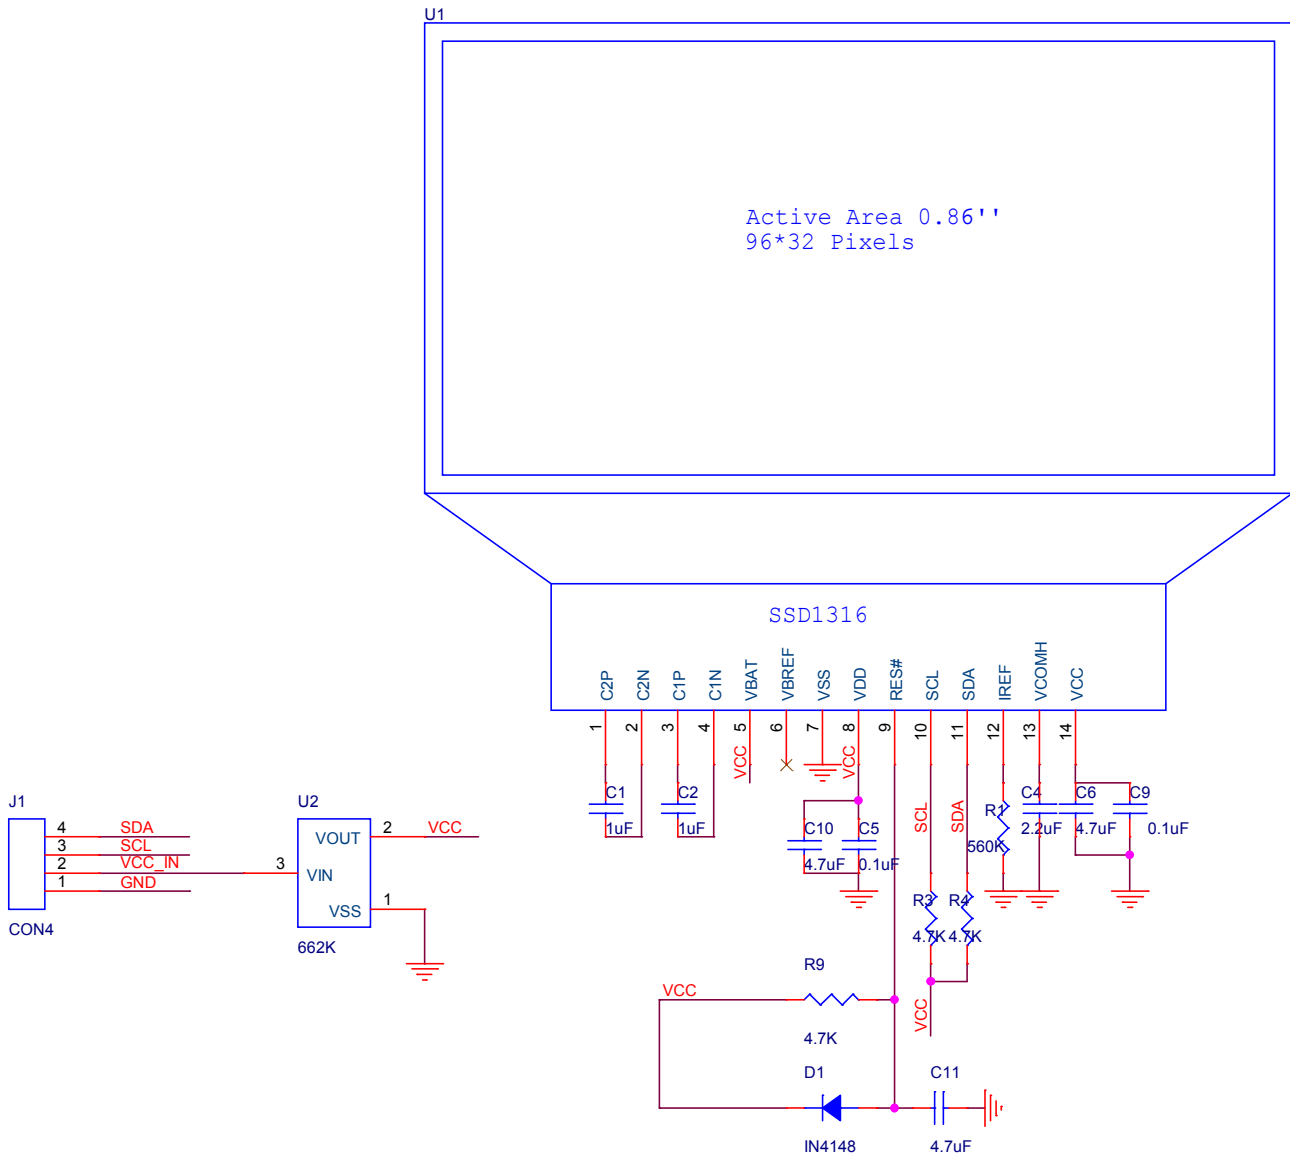 U1
Active Area 0.86''
96*32 Pixels
SSD1316
C2P
C2N
C1P
C1N
VBAT
VBREF
VSS
VDD
RES#
SCL
SDA
IREF
VCOMH
VCC
1
2
3
4
5
6
7
8
9
10
11
12
13
14
VCC
VCC
SCL
SDA
C1
1uF
C2
1uF
C10
4.7uF
C5
0.1uF
R1
560K
C4
2.2uF
C6
4.7uF
C9
0.1uF
R3
4.7K
R4
4.7K
VCC
J1
4 SDA
3 SCL
2 VCC_IN
1 GND
CON4
U2
VOUT 2 VCC
3 VIN
VSS 1
662K
R9
VCC
4.7K
D1
IN4148
C11
4.7uF